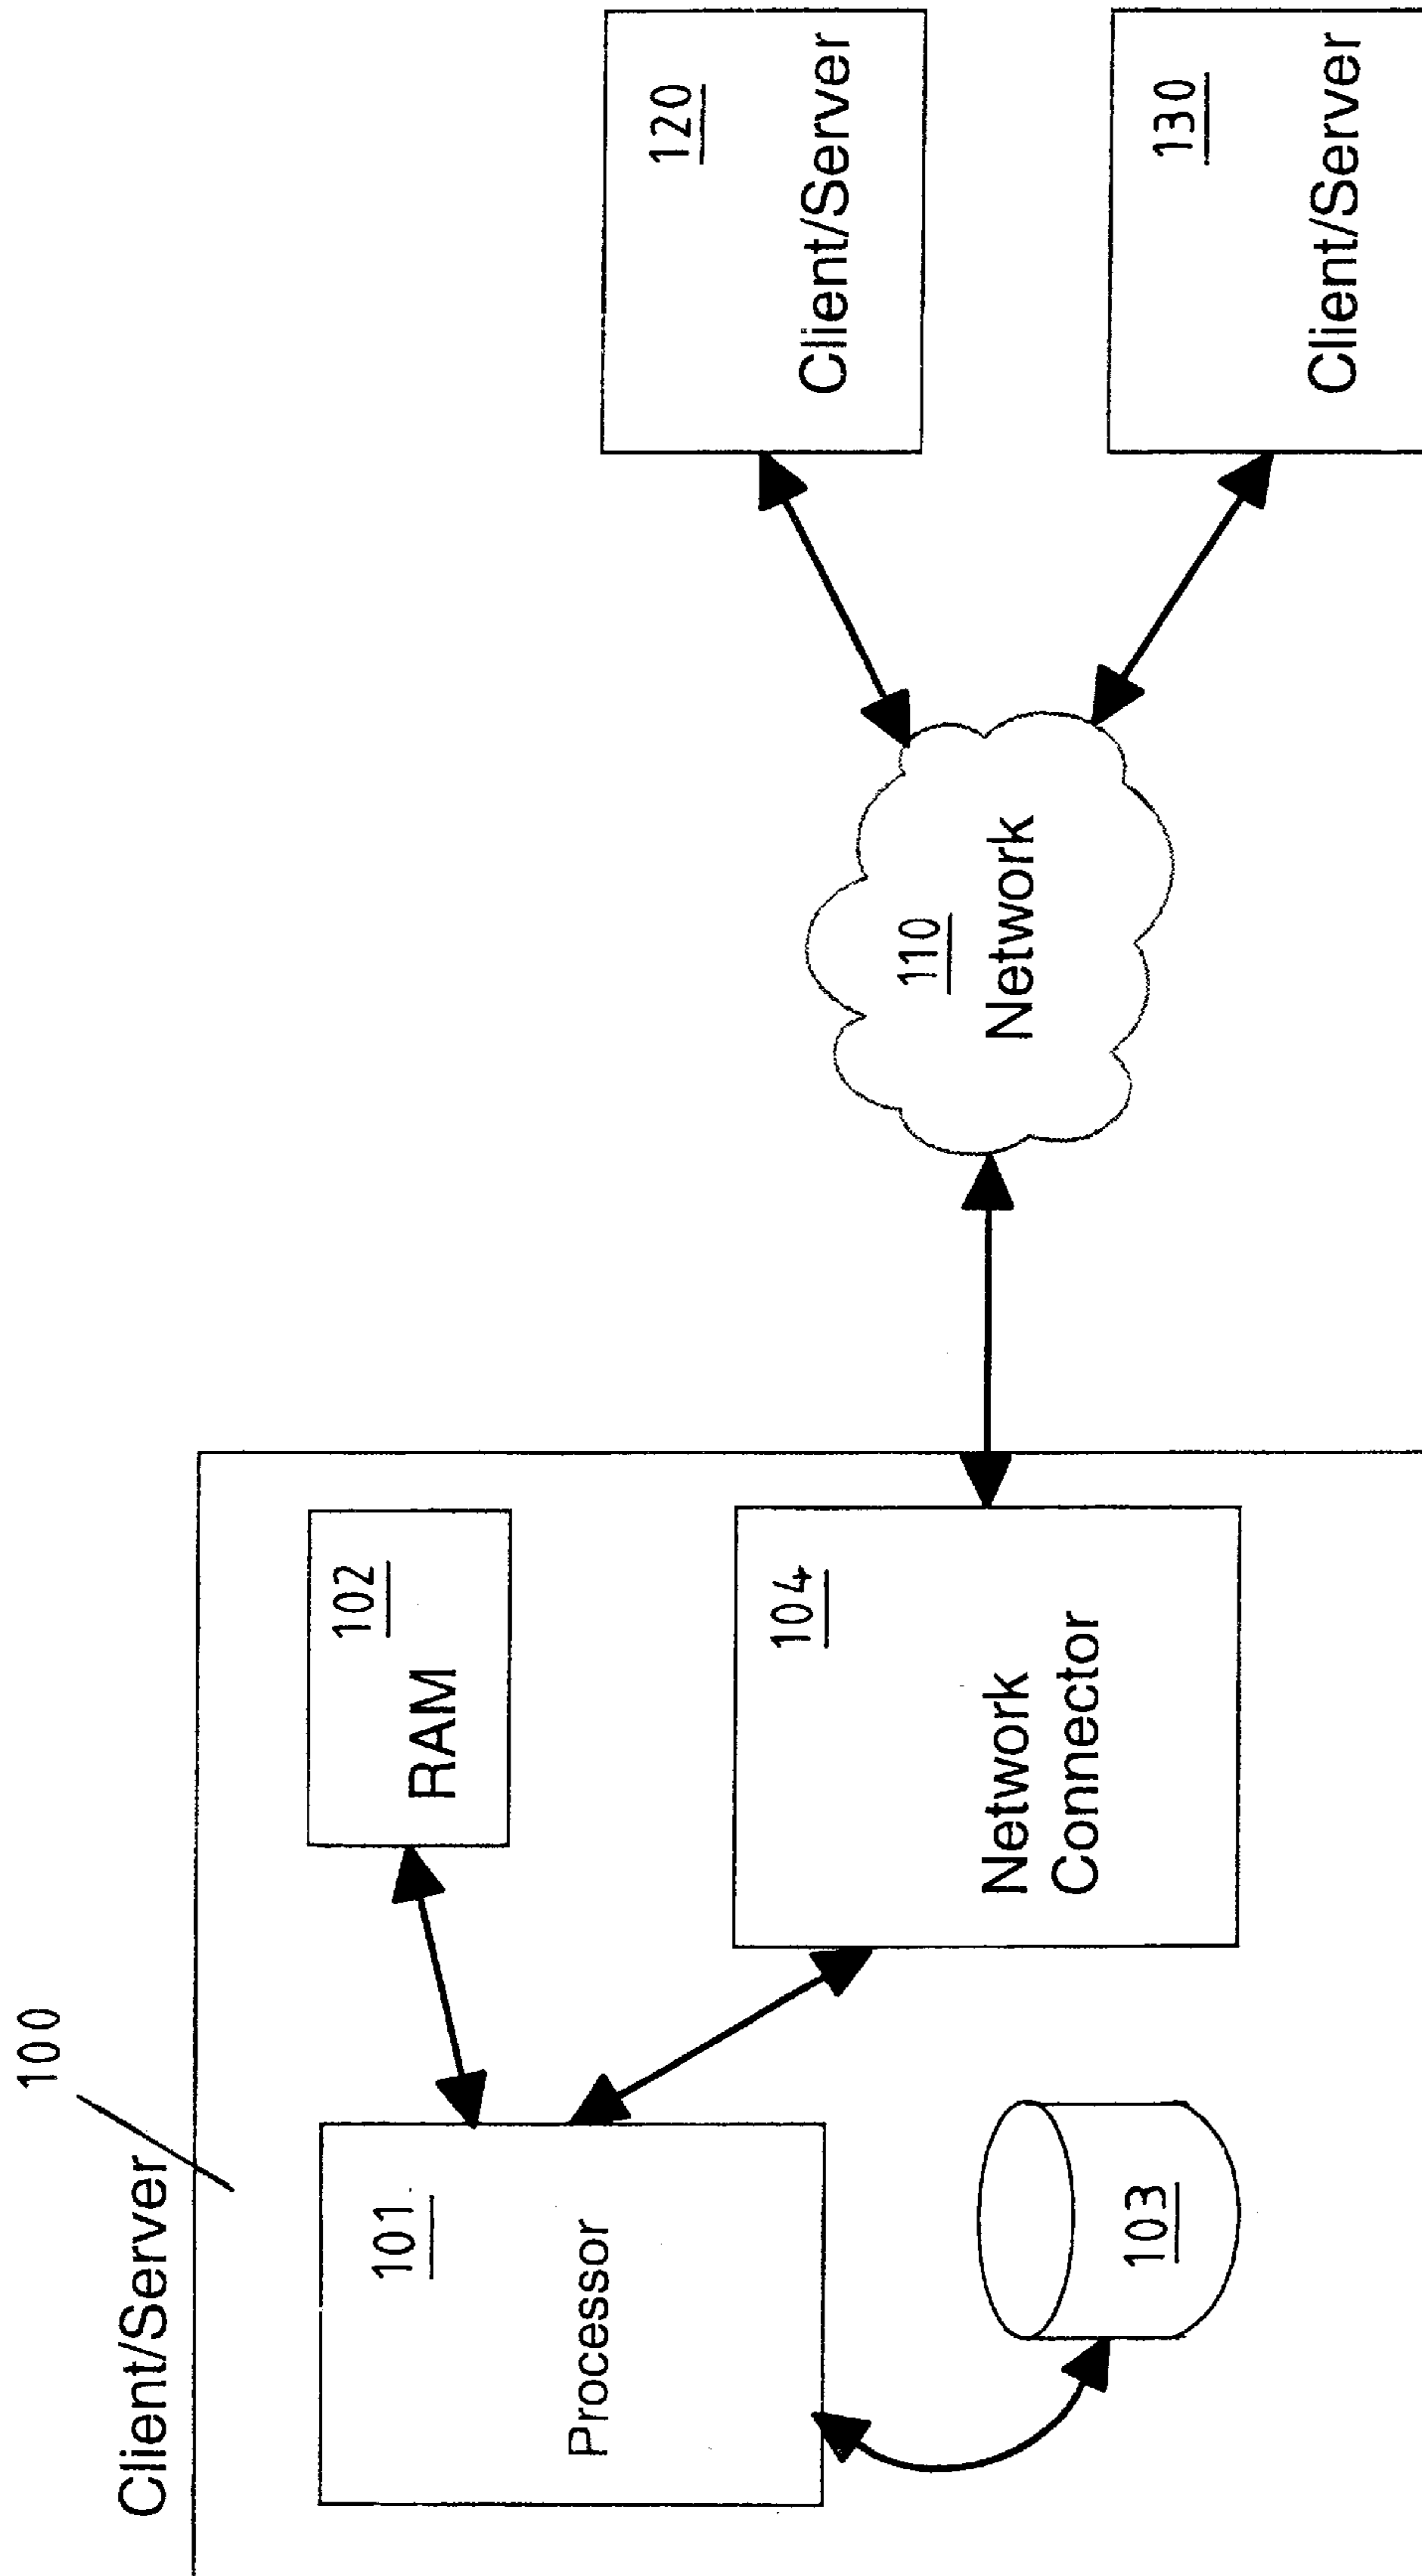 Client/Server
100
101
Processor
102
RAM
103
104
Network
Connector
110
Network
120
Client/Server
130
Client/Server